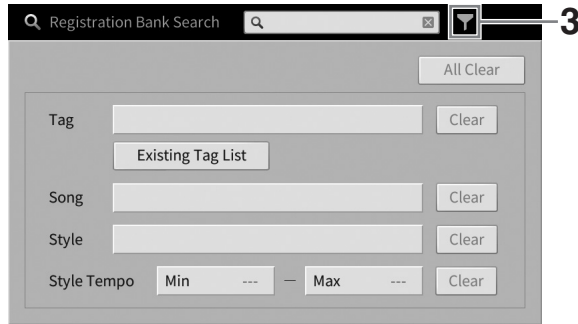 Registration Bank Search 3
All Clear
Tag Clear
Existing Tag List
Song Clear
Style Clear
Style Tempo Min --- – Max --- Clear